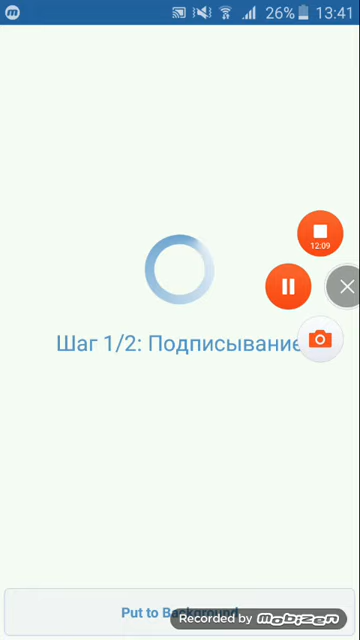 26% 13:41
12:09
Шаг 1/2: Подписывание
Put to Background
Recorded by MOBIZEN